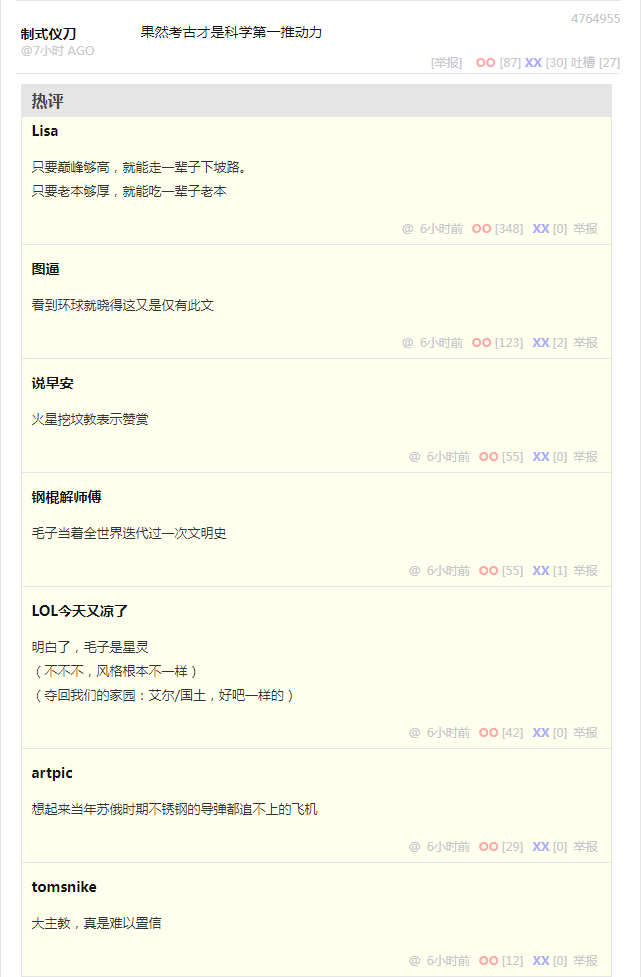 4764955
制式仪刀
果然考古才是科学第一推动力
@7小时 AGO
[举报] OO [87] XX [30] 吐槽 [27]
热评
Lisa
只要巅峰够高，就能走一辈子下坡路。
只要老本够厚，就能吃一辈子老本
@ 6小时前 OO [348] XX [0] 举报
图逼
看到环球就晓得这又是仅有此文
@ 6小时前 OO [123] XX [2] 举报
说早安
火星挖坟教表示赞赏
@ 6小时前 OO [55] XX [0] 举报
钢棍解师傅
毛子当着全世界迭代过一次文明史
@ 6小时前 OO [55] XX [1] 举报
LOL今天又凉了
明白了，毛子是星灵
（不不不，风格根本不一样）
（夺回我们的家园：艾尔/国土，好吧一样的）
@ 6小时前 OO [42] XX [0] 举报
artpic
想起来当年苏俄时期不锈钢的导弹都追不上的飞机
@ 6小时前 OO [29] XX [0] 举报
tomsnike
大主教，真是难以置信
@ 6小时前 OO [12] XX [0] 举报